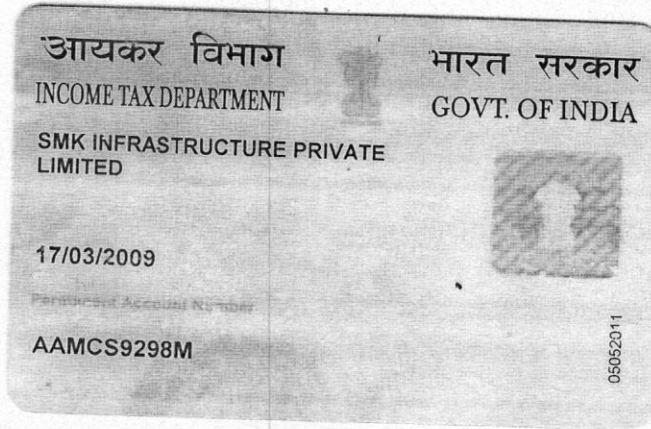 आयकर विभाग
भारत सरकार
INCOME TAX DEPARTMENT
GOVT. OF INDIA
SMK INFRASTRUCTURE PRIVATE
LIMITED
17/03/2009
Permanent Account Number
AAMCS9298M
05052011